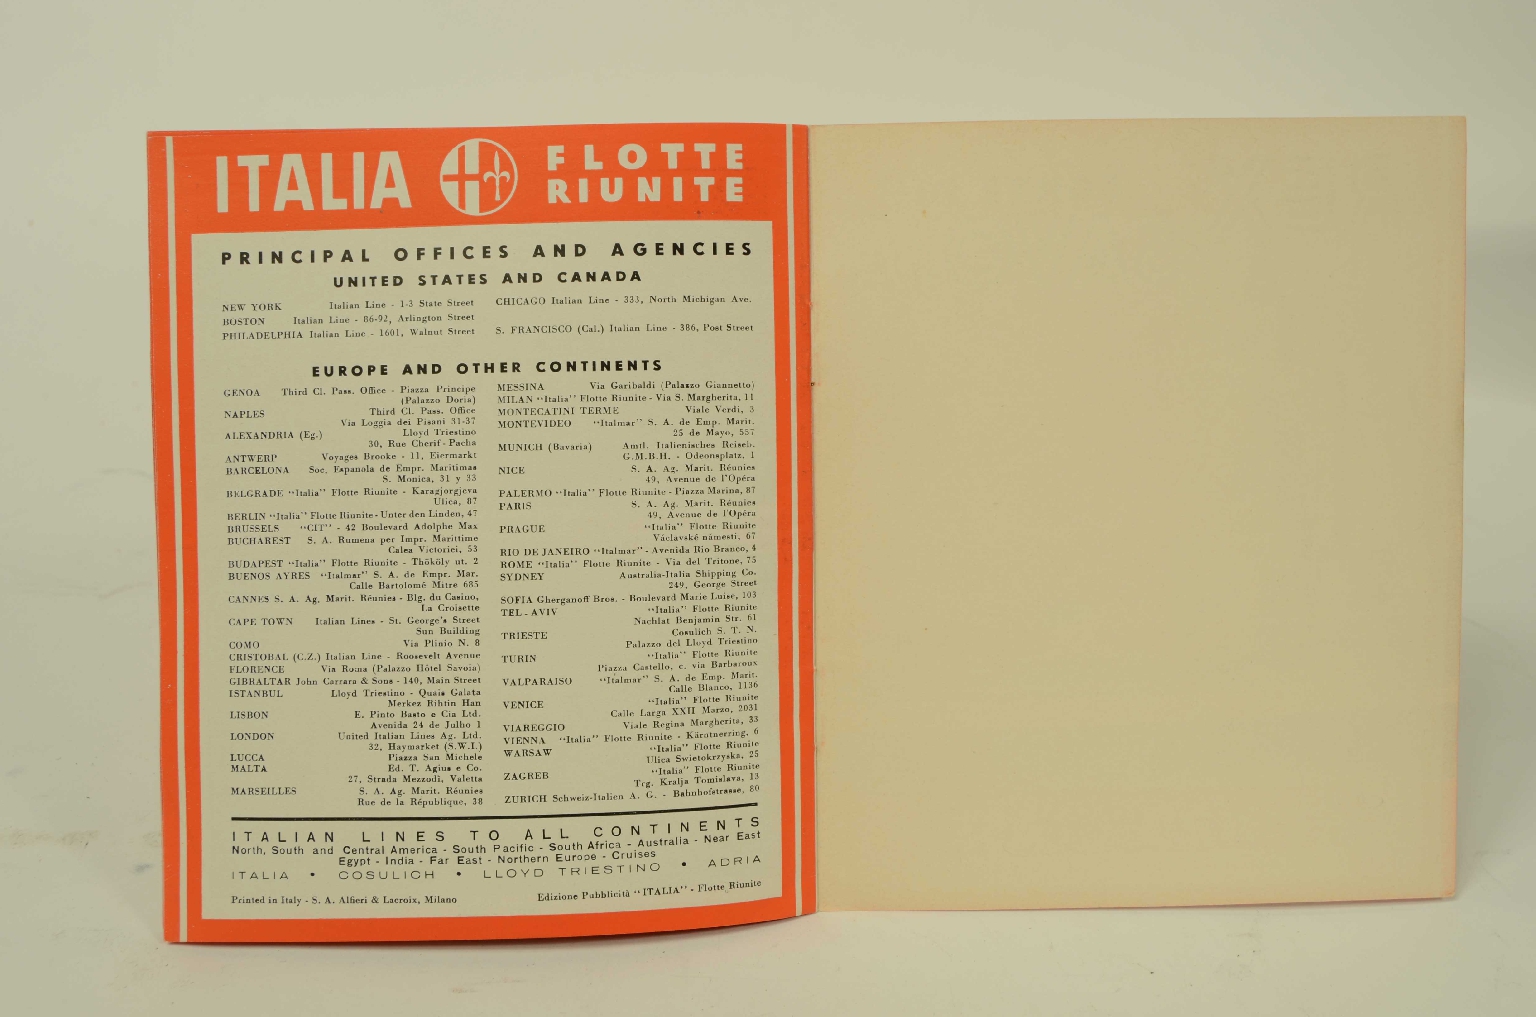 ITALIA FLOTTE
RIUNITE
PRINCIPAL OFFICES AND AGENCIES
UNITED STATES AND CANADA
NEW YORK Italian Line - 1-3 State Street
BOSTON Italian Line - 86-92, Arlington Street
PHILADELPHIA Italian Line - 1601, Walnut Street
CHICAGO Italian Line - 333, North Michigan Ave.
S. FRANCISCO (Cal.) Italian Line - 386, Post Street
EUROPE AND OTHER CONTINENTS
GENOA Third Cl. Pass. Office - Piazza Principe
(Palazzo Doria)
NAPLES Third Cl. Pass. Office
Via Loggia dei Pisani 31-37
ALEXANDRIA (Eg.) Lloyd Triestino
30, Rue Cherif-Pacha
ANTWERP Voyages Brooke - 11, Eiermarkt
BARCELONA Soc. Espanola de Empr. Maritimas
S. Monica, 31 y 33
BELGRADE "Italia" Flotte Riunite - Karagjorgjeva
Ulica, 87
BERLIN "Italia" Flotte Riunite - Unter den Linden, 47
BRUSSELS "CIT" - 42 Boulevard Adolphe Max
BUCHAREST S. A. Rumena per Impr. Marittime
Calea Victoriei, 53
BUDAPEST "Italia" Flotte Riunite - Thököly ut. 2
BUENOS AYRES "Italmar" S. A. de Empr. Mar.
Calle Bartolomé Mitre 685
CANNES S. A. Ag. Marit. Réunies - Blg. du Casino,
La Croisette
CAPE TOWN Italian Lines - St. George's Street
Sun Building
COMO Via Plinio N. 8
CRISTOBAL (C.Z.) Italian Line - Roosevelt Avenue
FLORENCE Via Roma (Palazzo Hôtel Savoia)
GIBRALTAR John Carrara & Sons - 140, Main Street
ISTANBUL Lloyd Triestino - Quais Galata
Merkez Rihtin Han
LISBON E. Pinto Basto e Cia Ltd.
Avenida 24 de Julho 1
LONDON United Italian Lines Ag. Ltd.
32, Haymarket (S.W.I.)
LUCCA Piazza San Michele
MALTA Ed. T. Agius e Co.
27, Strada Mezzodi, Valetta
MARSEILLES S. A. Ag. Marit. Réunies
Rue de la République, 38
MESSINA Via Garibaldi (Palazzo Giannetto)
MILAN "Italia" Flotte Riunite - Via S. Margherita, 11
MONTECATINI TERME Viale Verdi, 3
MONTEVIDEO "Italmar" S. A. de Emp. Marit.
25 de Mayo, 557
MUNICH (Bavaria) Amtl. Italienisches Reiseb.
G.M.B.H. - Odeonsplatz, 1
NICE S. A. Ag. Marit. Réunies
49, Avenue de l'Opéra
PALERMO "Italia" Flotte Riunite - Piazza Marina, 87
PARIS S. A. Ag. Marit. Réunies
49, Avenue de l'Opéra
PRAGUE "Italia" Flotte Riunite
Václavské námesti, 67
RIO DE JANEIRO "Italmar" - Avenida Rio Branco, 4
ROME "Italia" Flotte Riunite - Via del Tritone, 75
SYDNEY Australia-Italia Shipping Co.
249, George Street
SOFIA Gherganoff Bros. - Boulevard Marie Luise, 103
TEL-AVIV "Italia" Flotte Riunite
Nachlat Benjamin Str. 61
TRIESTE Cosulich S. T. N.
Palazzo del Lloyd Triestino
TURIN "Italia" Flotte Riunite
Piazza Castello, c. via Barbaroux
VALPARAISO "Italmar" S. A. de Emp. Marit.
Calle Blanco, 1136
VENICE "Italia" Flotte Riunite
Calle Larga XXII Marzo, 2031
VIAREGGIO Viale Regina Margherita, 33
VIENNA "Italia" Flotte Riunite - Kärntnerring, 6
WARSAW "Italia" Flotte Riunite
Ulica Swietokrzyska, 25
ZAGREB "Italia" Flotte Riunite
Trg. Kralja Tomislava, 13
ZURICH Schweiz-Italien A. G. - Bahnhofstrasse, 80
ITALIAN LINES TO ALL CONTINENTS
North, South and Central America - South Pacific - South Africa - Australia - Near East
Egypt - India - Far East - Northern Europe - Cruises
ITALIA • COSULICH • LLOYD TRIESTINO • ADRIA
Printed in Italy - S. A. Alfieri & Lacroix, Milano
Edizione Pubblicità "ITALIA" - Flotte Riunite